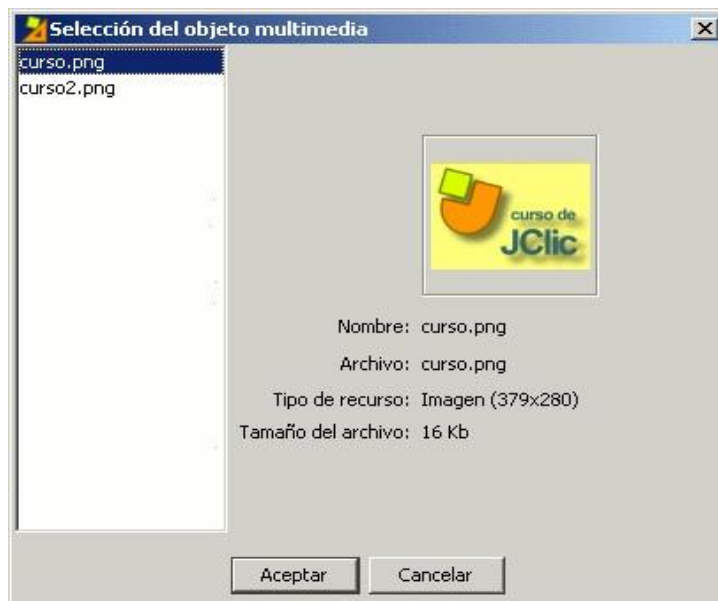 Selección del objeto multimedia
curso.png
curso2.png
curso de
JClic
Nombre: curso.png
Archivo: curso.png
Tipo de recurso: Imagen (379x280)
Tamaño del archivo: 16 Kb
Aceptar Cancelar